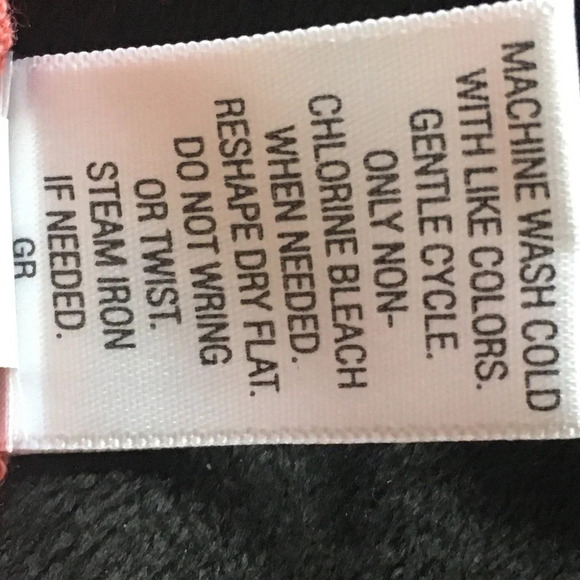 MACHINE WASH COLD
WITH LIKE COLORS.
GENTLE CYCLE.
ONLY NON-
CHLORINE BLEACH
WHEN NEEDED.
RESHAPE DRY FLAT.
DO NOT WRING
OR TWIST.
STEAM IRON
IF NEEDED.
GR